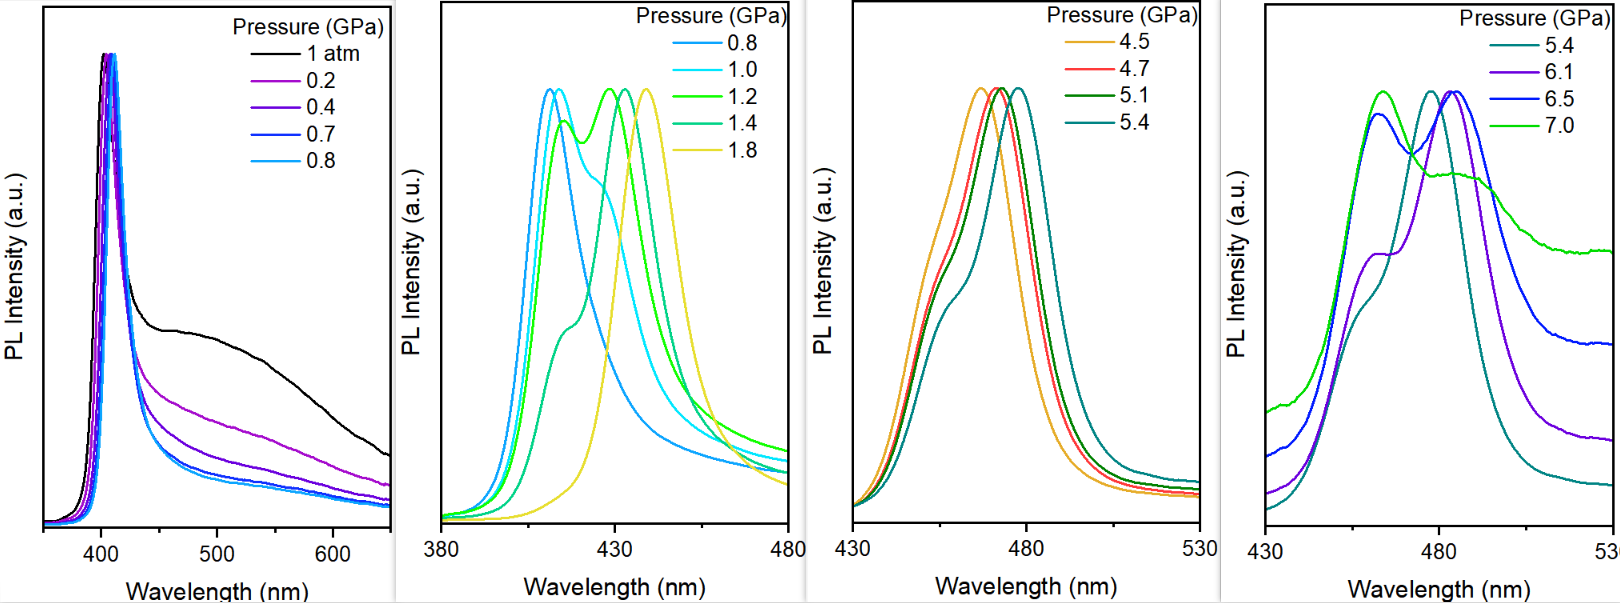 Pressure (GPa)
1 atm
0.2
0.4
0.7
0.8
PL Intensity (a.u.)
400
500
600
Wavelength (nm)
Pressure (GPa)
0.8
1.0
1.2
1.4
1.8
PL Intensity (a.u.)
380
430
480
Wavelength (nm)
Pressure (GPa)
4.5
4.7
5.1
5.4
PL Intensity (a.u.)
430
480
530
Wavelength (nm)
Pressure (GPa)
5.4
6.1
6.5
7.0
PL Intensity (a.u.)
430
480
53
Wavelength (nm)